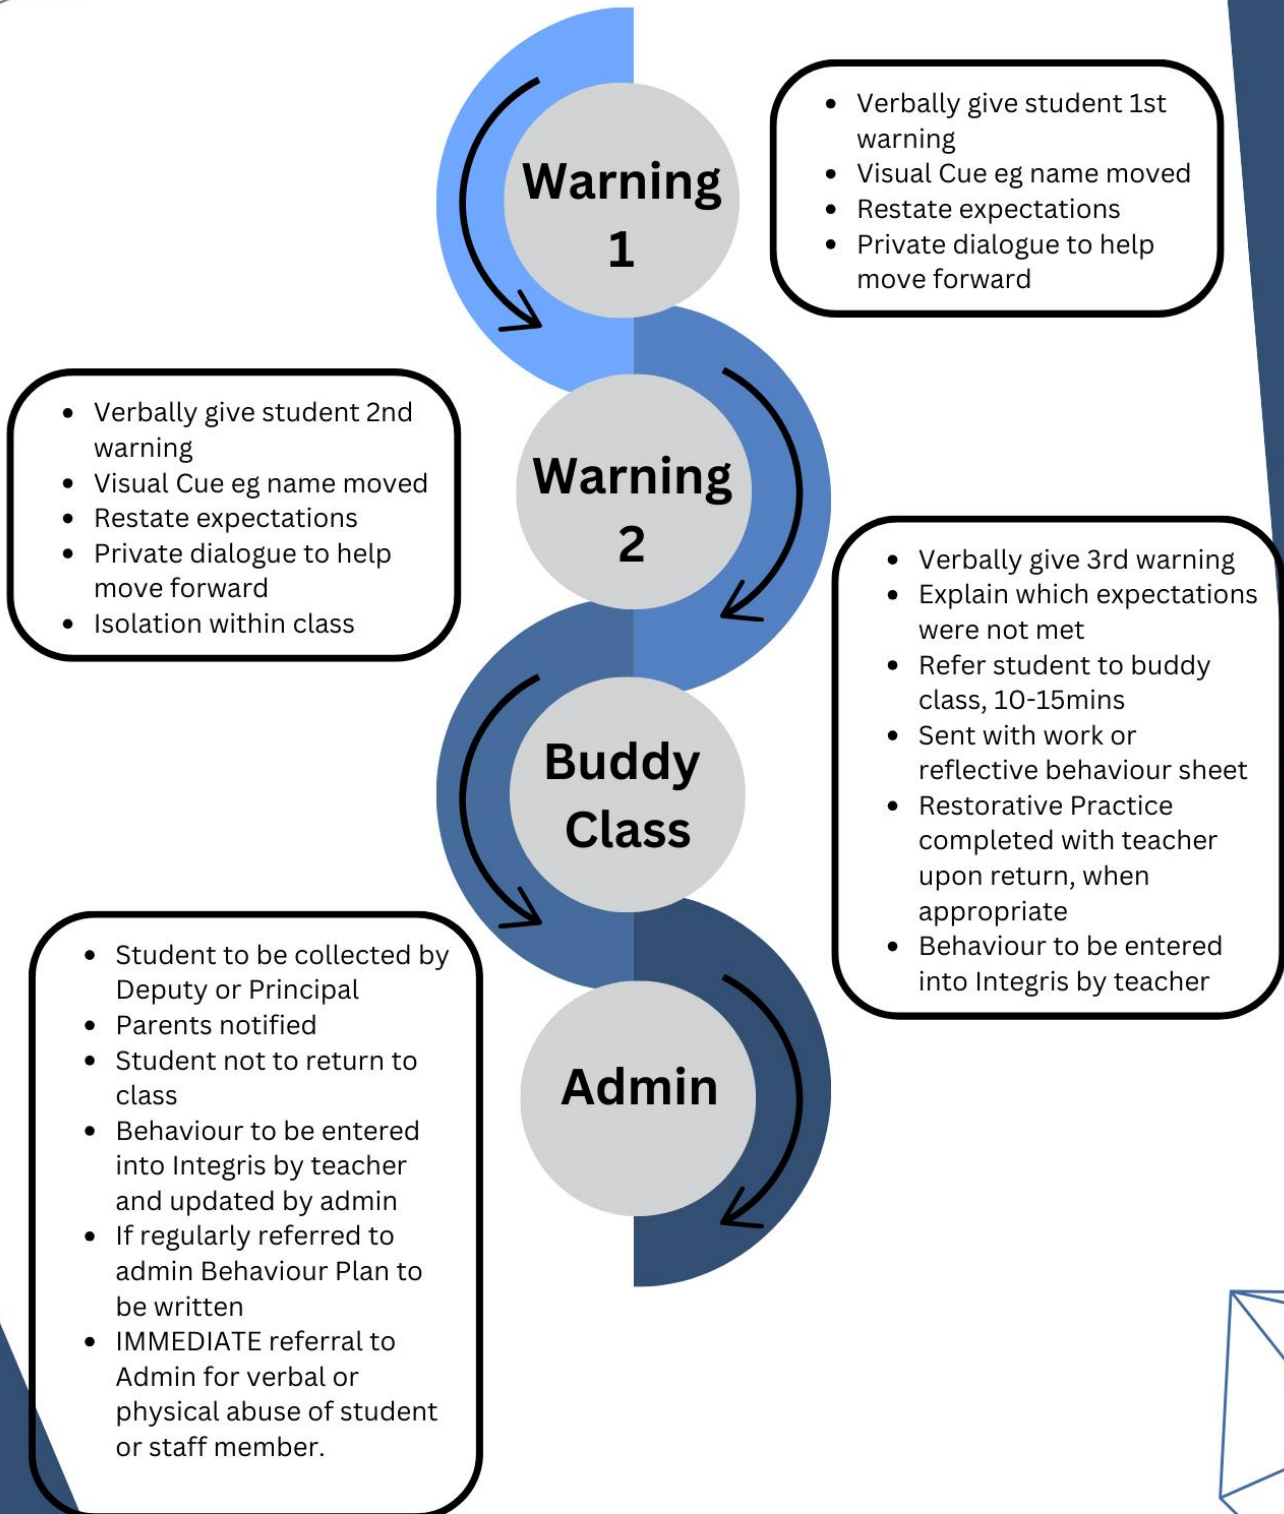 Warning
1
• Verbally give student 1st
warning
• Visual Cue eg name moved
• Restate expectations
• Private dialogue to help
move forward
Warning
2
• Verbally give student 2nd
warning
• Visual Cue eg name moved
• Restate expectations
• Private dialogue to help
move forward
• Isolation within class
Buddy
Class
• Verbally give 3rd warning
• Explain which expectations
were not met
• Refer student to buddy
class, 10-15mins
• Sent with work or
reflective behaviour sheet
• Restorative Practice
completed with teacher
upon return, when
appropriate
• Behaviour to be entered
into Integris by teacher
Admin
• Student to be collected by
Deputy or Principal
• Parents notified
• Student not to return to
class
• Behaviour to be entered
into Integris by teacher
and updated by admin
• If regularly referred to
admin Behaviour Plan to
be written
• IMMEDIATE referral to
Admin for verbal or
physical abuse of student
or staff member.